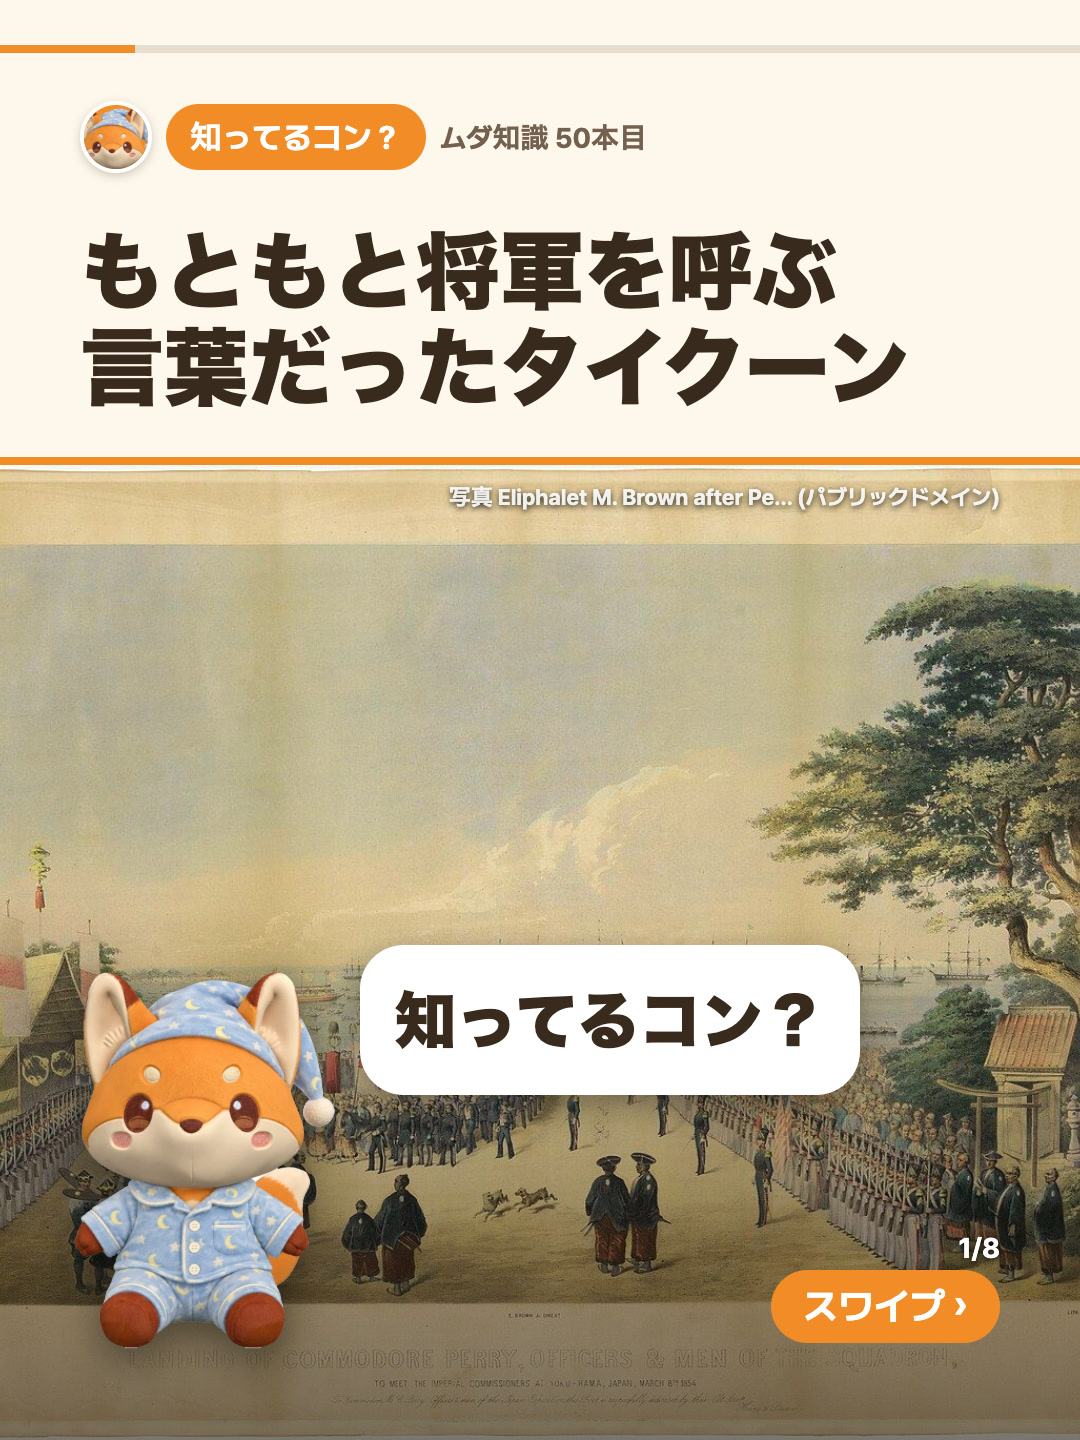 知ってるコン？ ムダ知識 50本目
もともと将軍を呼ぶ
言葉だったタイクーン
写真 Eliphalet M. Brown after Pe... (パブリックドメイン)
知ってるコン？
1/8
スワイプ ›
LANDING OF COMMODORE PERRY, OFFICERS & MEN OF THE SQUADRON,
TO MEET THE IMPERIAL COMMISSIONERS AT YOKU-HAMA, JAPAN, MARCH 8TH 1854